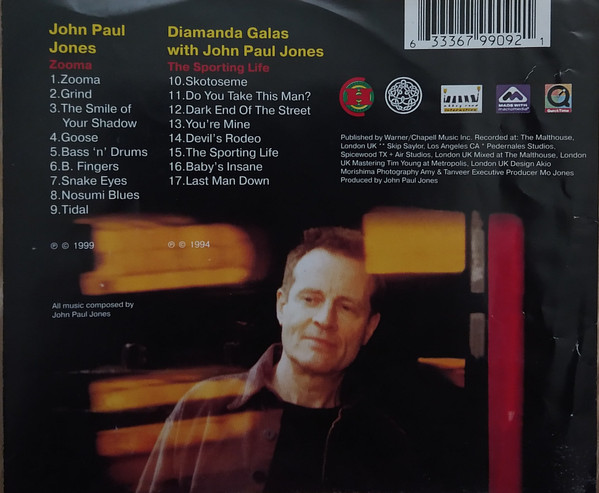 John Paul
Jones
Zooma
1.Zooma
2.Grind
3.The Smile of
Your Shadow
4.Goose
5.Bass 'n' Drums
6.B. Fingers
7.Snake Eyes
8.Nosumi Blues
9.Tidal
℗ © 1999
All music composed by
John Paul Jones
Diamanda Galas
with John Paul Jones
The Sporting Life
10.Skotoseme
11.Do You Take This Man?
12.Dark End Of The Street
13.You're Mine
14.Devil's Rodeo
15.The Sporting Life
16.Baby's Insane
17.Last Man Down
℗ © 1994
6 33367 99092 1
MADE WITH
Published by Warner/Chapell Music Inc. Recorded at: The Malthouse,
London UK ** Skip Saylor, Los Angeles CA * Pedernales Studios,
Spicewood TX + Air Studios, London UK Mixed at The Malthouse, London
UK Mastering Tim Young at Metropolis, London UK Design Akio
Morishima Photography Amy & Tanveer Executive Producer Mo Jones
Produced by John Paul Jones